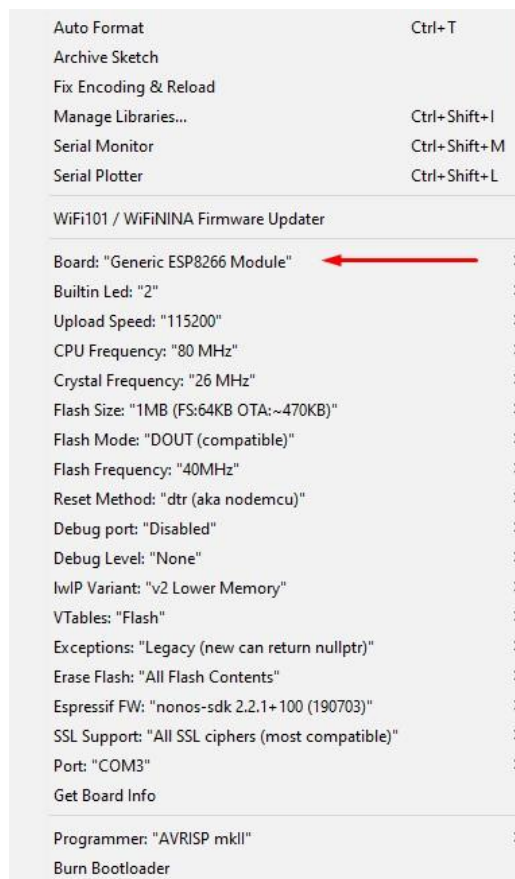 Auto Format Ctrl+T
Archive Sketch
Fix Encoding & Reload
Manage Libraries... Ctrl+Shift+I
Serial Monitor Ctrl+Shift+M
Serial Plotter Ctrl+Shift+L
WiFi101 / WiFiNINA Firmware Updater
Board: "Generic ESP8266 Module"
Builtin Led: "2"
Upload Speed: "115200"
CPU Frequency: "80 MHz"
Crystal Frequency: "26 MHz"
Flash Size: "1MB (FS:64KB OTA:~470KB)"
Flash Mode: "DOUT (compatible)"
Flash Frequency: "40MHz"
Reset Method: "dtr (aka nodemcu)"
Debug port: "Disabled"
Debug Level: "None"
lwIP Variant: "v2 Lower Memory"
VTables: "Flash"
Exceptions: "Legacy (new can return nullptr)"
Erase Flash: "All Flash Contents"
Espressif FW: "nonos-sdk 2.2.1+100 (190703)"
SSL Support: "All SSL ciphers (most compatible)"
Port: "COM3"
Get Board Info
Programmer: "AVRISP mkII"
Burn Bootloader